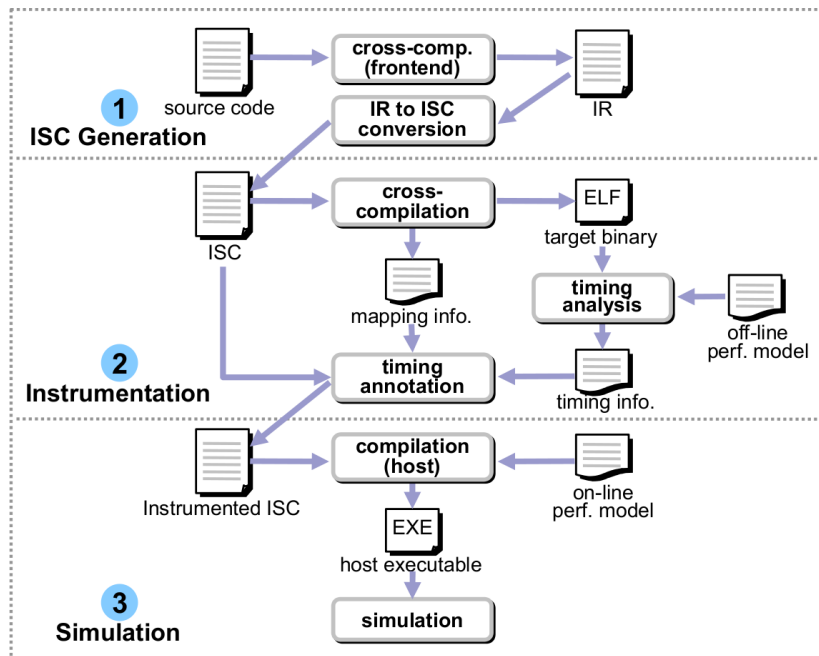 cross-comp.
(frontend)
source code
IR
1
ISC Generation
IR to ISC
conversion
ISC
cross-
compilation
ELF
target binary
mapping info.
timing
analysis
off-line
perf. model
2
Instrumentation
timing
annotation
timing info.
Instrumented ISC
compilation
(host)
on-line
perf. model
EXE
host executable
3
Simulation
simulation